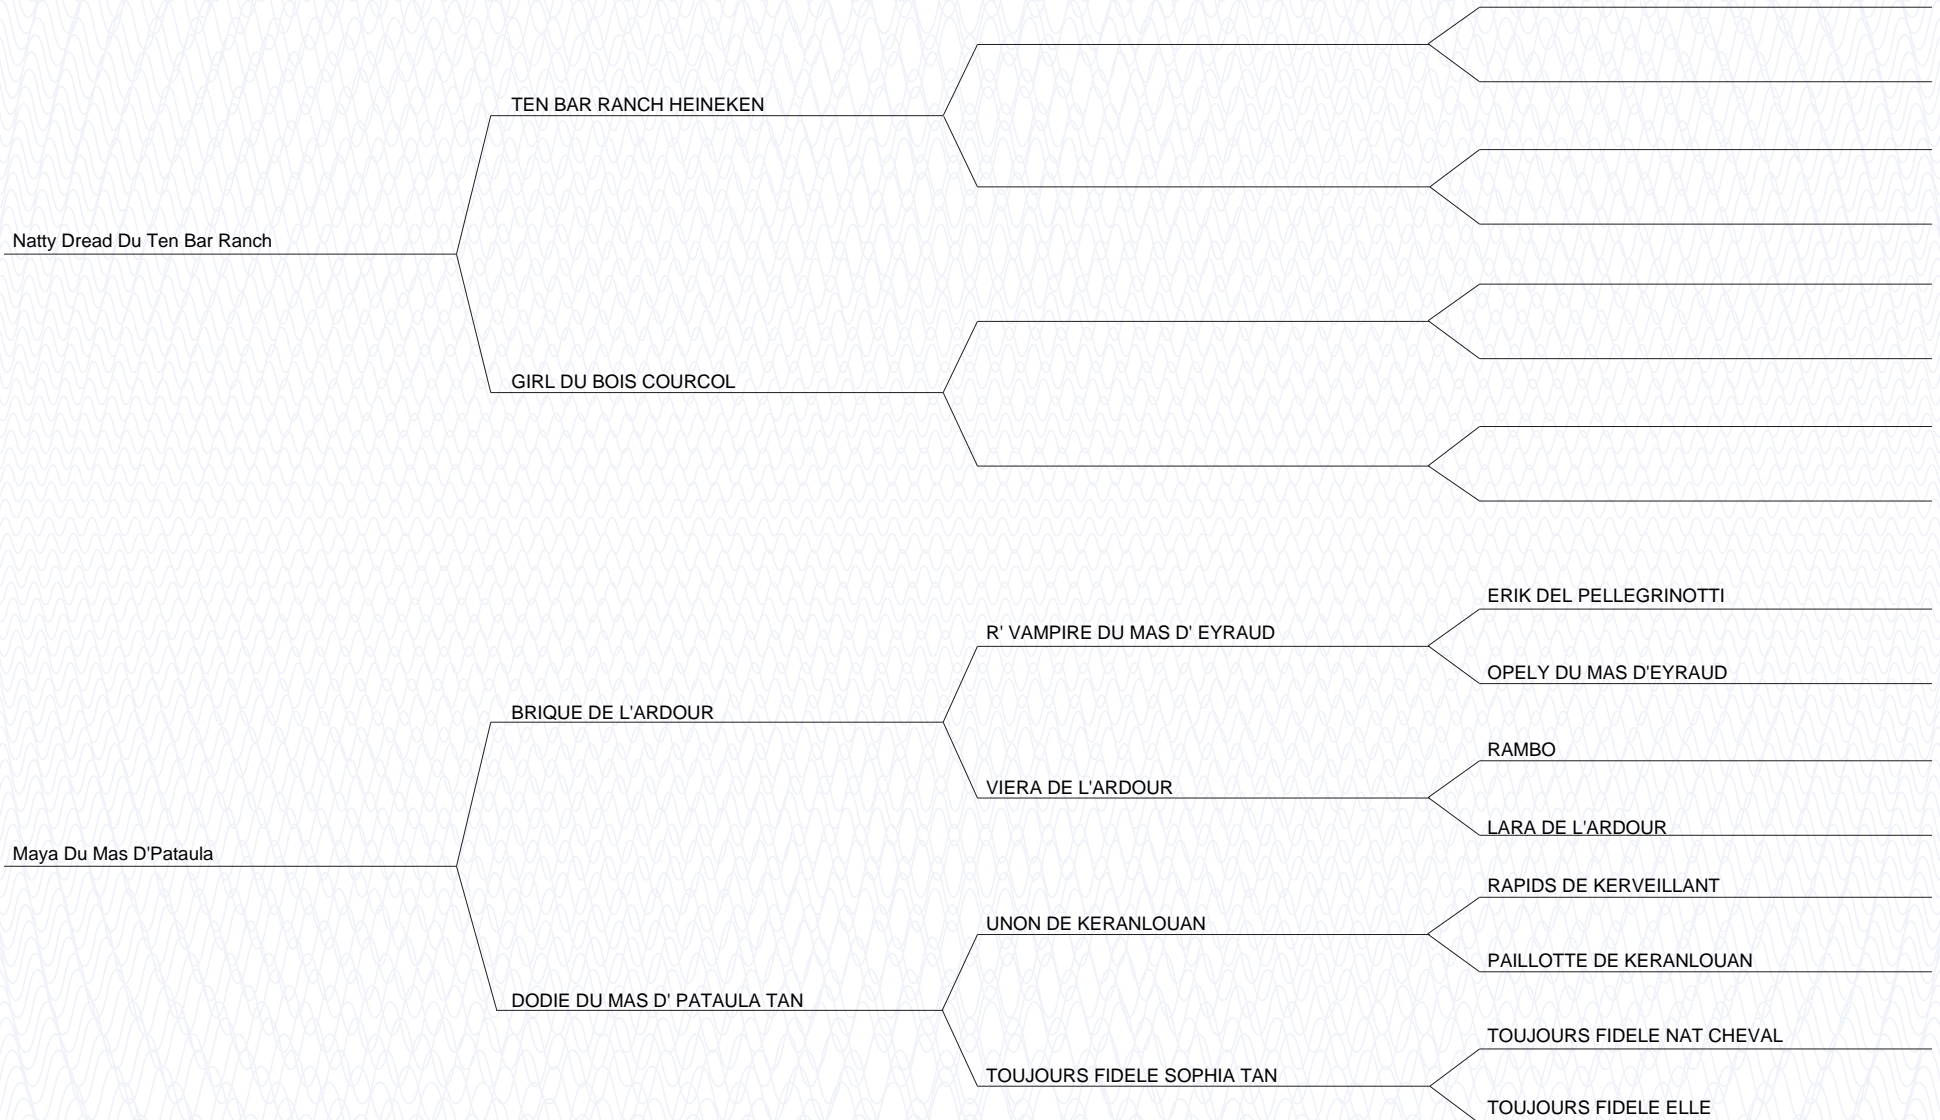 TEN BAR RANCH HEINEKEN
Natty Dread Du Ten Bar Ranch
GIRL DU BOIS COURCOL
ERIK DEL PELLEGRINOTTI
R' VAMPIRE DU MAS D' EYRAUD
OPELY DU MAS D'EYRAUD
BRIQUE DE L'ARDOUR
RAMBO
VIERA DE L'ARDOUR
LARA DE L'ARDOUR
Maya Du Mas D'Pataula
RAPIDS DE KERVEILLANT
UNON DE KERANLOUAN
PAILLOTTE DE KERANLOUAN
DODIE DU MAS D' PATAULA TAN
TOUJOURS FIDELE NAT CHEVAL
TOUJOURS FIDELE SOPHIA TAN
TOUJOURS FIDELE ELLE